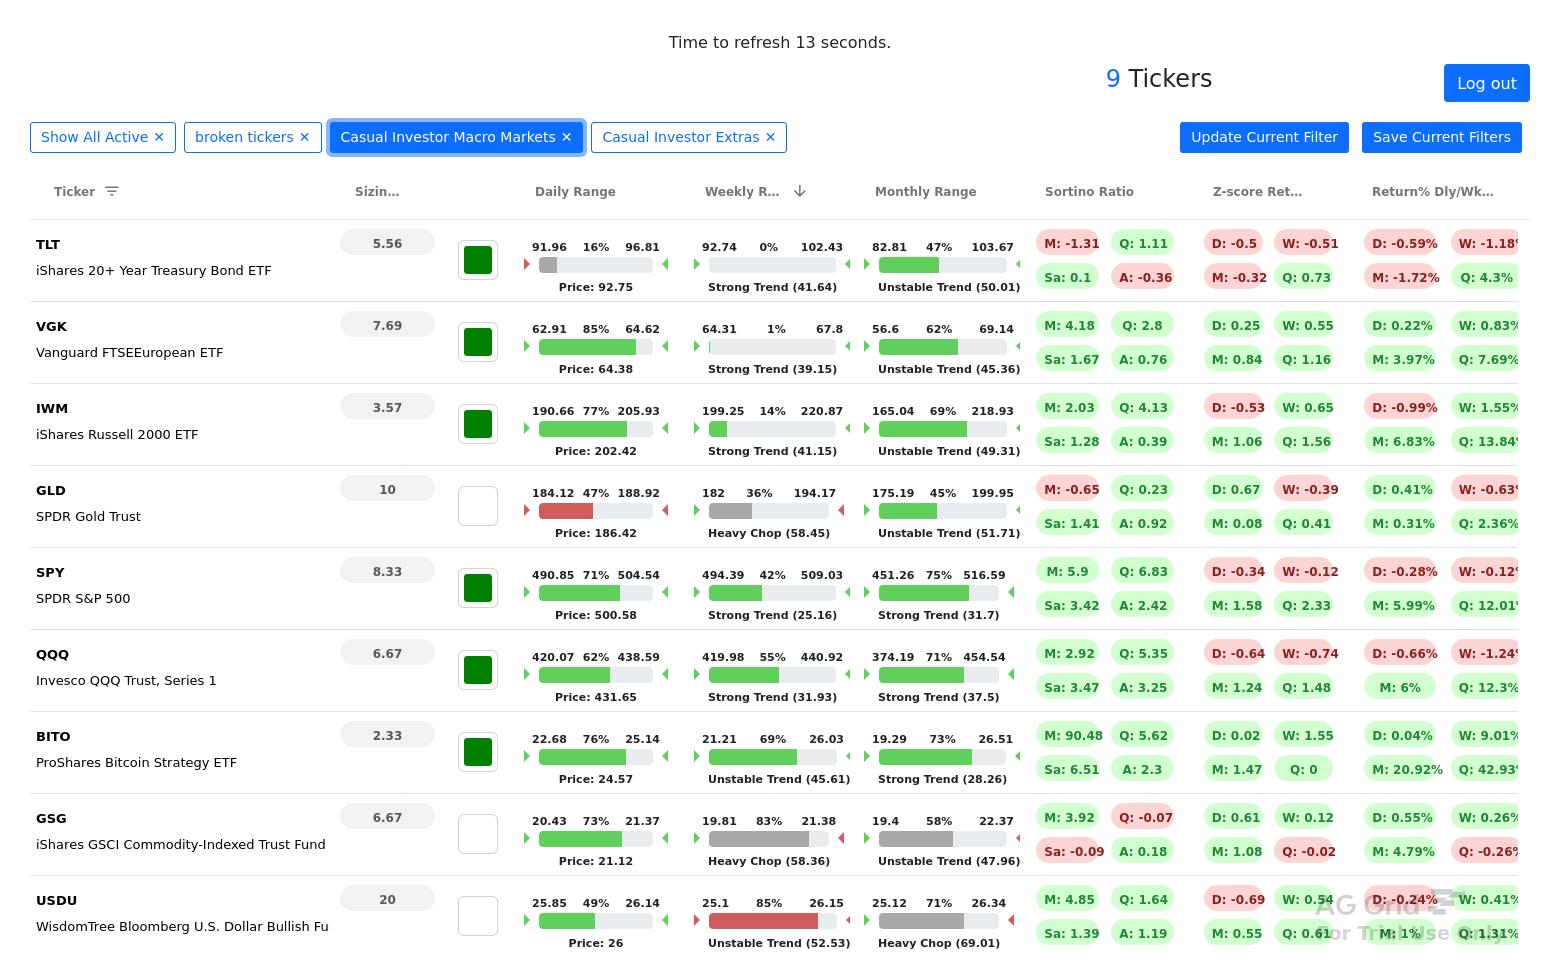 Time to refresh 13 seconds.
9 Tickers
Log out
Show All Active ✕ broken tickers ✕ Casual Investor Macro Markets ✕ Casual Investor Extras ✕ Update Current Filter Save Current Filters
Ticker Sizin... Daily Range Weekly R... Monthly Range Sortino Ratio Z-score Ret... Return% Dly/Wk...
TLT 5.56 91.96 16% 96.81 92.74 0% 102.43 82.81 47% 103.67 M: -1.31 Q: 1.11 D: -0.5 W: -0.51 D: -0.59% W: -1.18%
iShares 20+ Year Treasury Bond ETF Price: 92.75 Strong Trend (41.64) Unstable Trend (50.01) Sa: 0.1 A: -0.36 M: -0.32 Q: 0.73 M: -1.72% Q: 4.3%
VGK 7.69 62.91 85% 64.62 64.31 1% 67.8 56.6 62% 69.14 M: 4.18 Q: 2.8 D: 0.25 W: 0.55 D: 0.22% W: 0.83%
Vanguard FTSEEuropean ETF Price: 64.38 Strong Trend (39.15) Unstable Trend (45.36) Sa: 1.67 A: 0.76 M: 0.84 Q: 1.16 M: 3.97% Q: 7.69%
IWM 3.57 190.66 77% 205.93 199.25 14% 220.87 165.04 69% 218.93 M: 2.03 Q: 4.13 D: -0.53 W: 0.65 D: -0.99% W: 1.55%
iShares Russell 2000 ETF Price: 202.42 Strong Trend (41.15) Unstable Trend (49.31) Sa: 1.28 A: 0.39 M: 1.06 Q: 1.56 M: 6.83% Q: 13.84%
GLD 10 184.12 47% 188.92 182 36% 194.17 175.19 45% 199.95 M: -0.65 Q: 0.23 D: 0.67 W: -0.39 D: 0.41% W: -0.63%
SPDR Gold Trust Price: 186.42 Heavy Chop (58.45) Unstable Trend (51.71) Sa: 1.41 A: 0.92 M: 0.08 Q: 0.41 M: 0.31% Q: 2.36%
SPY 8.33 490.85 71% 504.54 494.39 42% 509.03 451.26 75% 516.59 M: 5.9 Q: 6.83 D: -0.34 W: -0.12 D: -0.28% W: -0.12%
SPDR S&P 500 Price: 500.58 Strong Trend (25.16) Strong Trend (31.7) Sa: 3.42 A: 2.42 M: 1.58 Q: 2.33 M: 5.99% Q: 12.01%
QQQ 6.67 420.07 62% 438.59 419.98 55% 440.92 374.19 71% 454.54 M: 2.92 Q: 5.35 D: -0.64 W: -0.74 D: -0.66% W: -1.24%
Invesco QQQ Trust, Series 1 Price: 431.65 Strong Trend (31.93) Strong Trend (37.5) Sa: 3.47 A: 3.25 M: 1.24 Q: 1.48 M: 6% Q: 12.3%
BITO 2.33 22.68 76% 25.14 21.21 69% 26.03 19.29 73% 26.51 M: 90.48 Q: 5.62 D: 0.02 W: 1.55 D: 0.04% W: 9.01%
ProShares Bitcoin Strategy ETF Price: 24.57 Unstable Trend (45.61) Strong Trend (28.26) Sa: 6.51 A: 2.3 M: 1.47 Q: 0 M: 20.92% Q: 42.93%
GSG 6.67 20.43 73% 21.37 19.81 83% 21.38 19.4 58% 22.37 M: 3.92 Q: -0.07 D: 0.61 W: 0.12 D: 0.55% W: 0.26%
iShares GSCI Commodity-Indexed Trust Fund Price: 21.12 Heavy Chop (58.36) Unstable Trend (47.96) Sa: -0.09 A: 0.18 M: 1.08 Q: -0.02 M: 4.79% Q: -0.26%
USDU 20 25.85 49% 26.14 25.1 85% 26.15 25.12 71% 26.34 M: 4.85 Q: 1.64 D: -0.69 W: 0.54 D: -0.24% W: 0.41%
AG Grid
WisdomTree Bloomberg U.S. Dollar Bullish Fu Price: 26 Unstable Trend (52.53) Heavy Chop (69.01) Sa: 1.39 A: 1.19 M: 0.55 Q: 0.61 M: 1% Q: 1.31%
For Trial Use Only